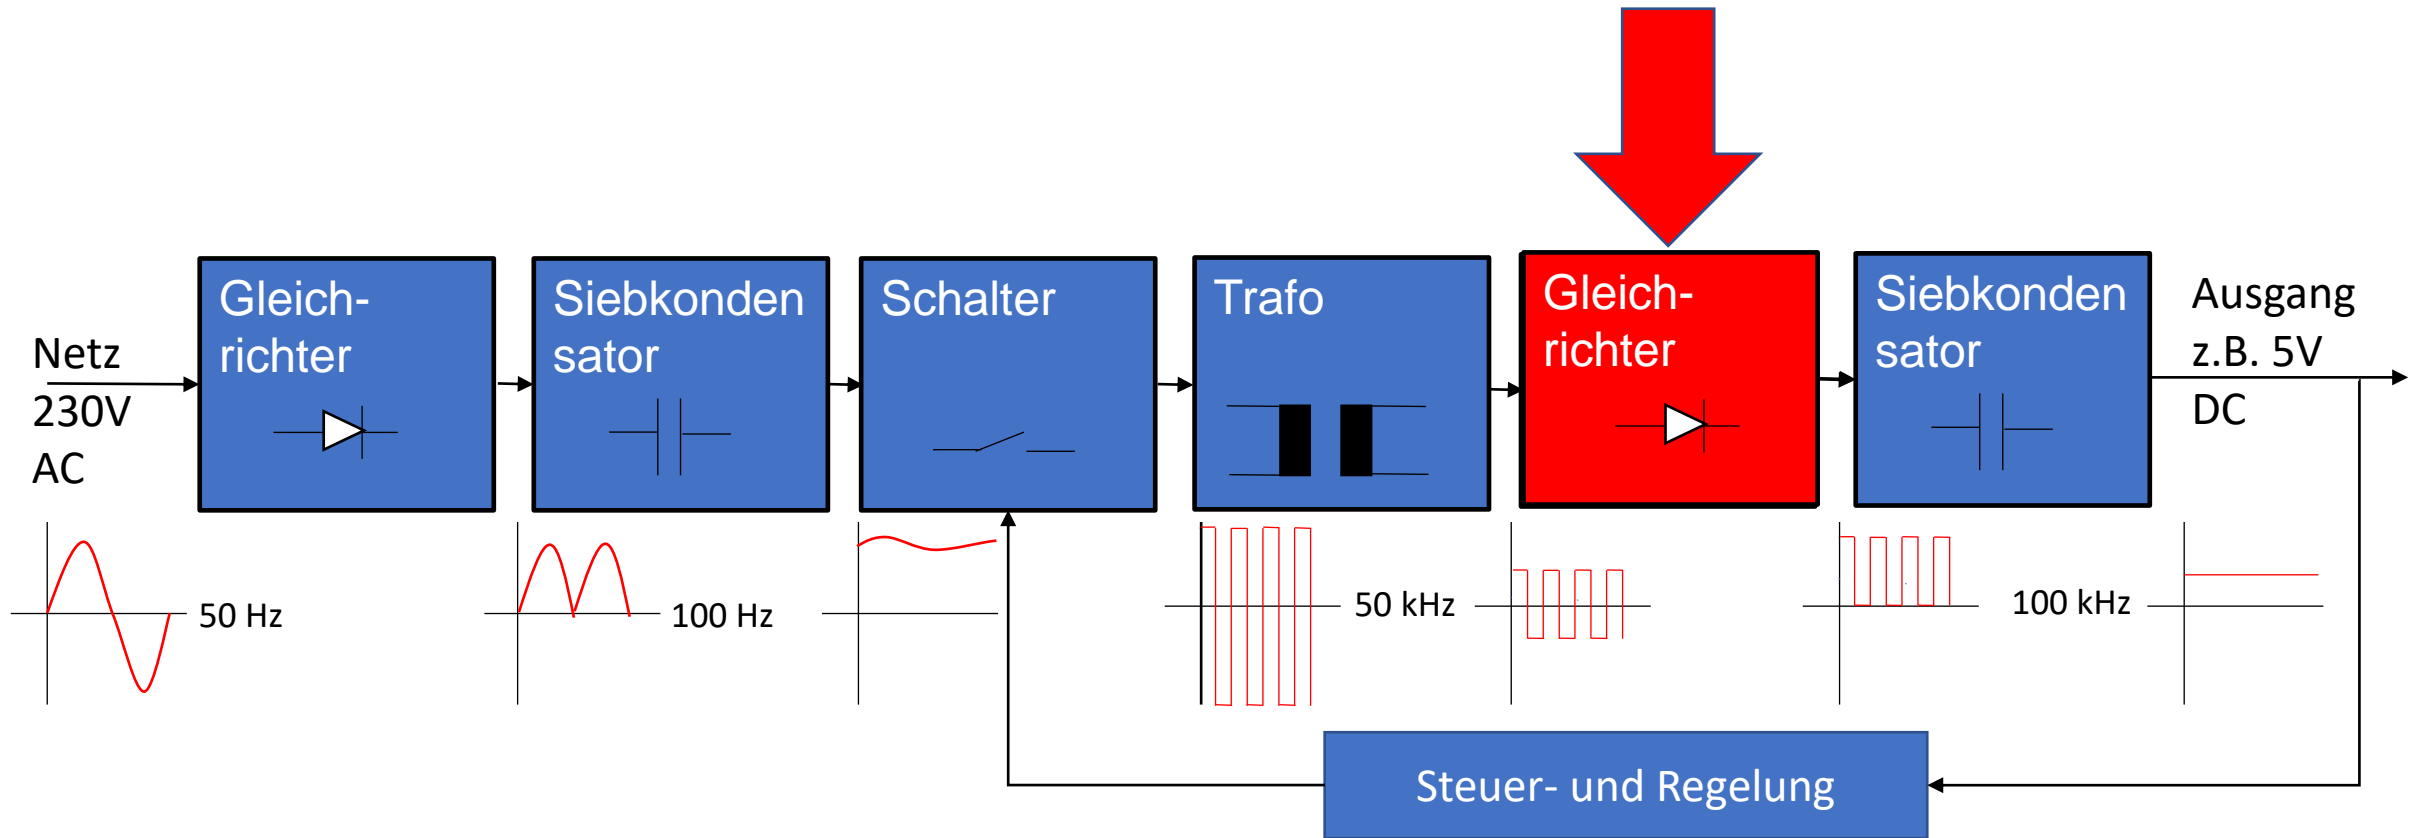 Netz
230V
AC
Gleich-
richter
Siebkonden
sator
Schalter
Trafo
Gleich-
richter
Siebkonden
sator
Ausgang
z.B. 5V
DC
50 Hz
100 Hz
50 kHz
100 kHz
Steuer- und Regelung